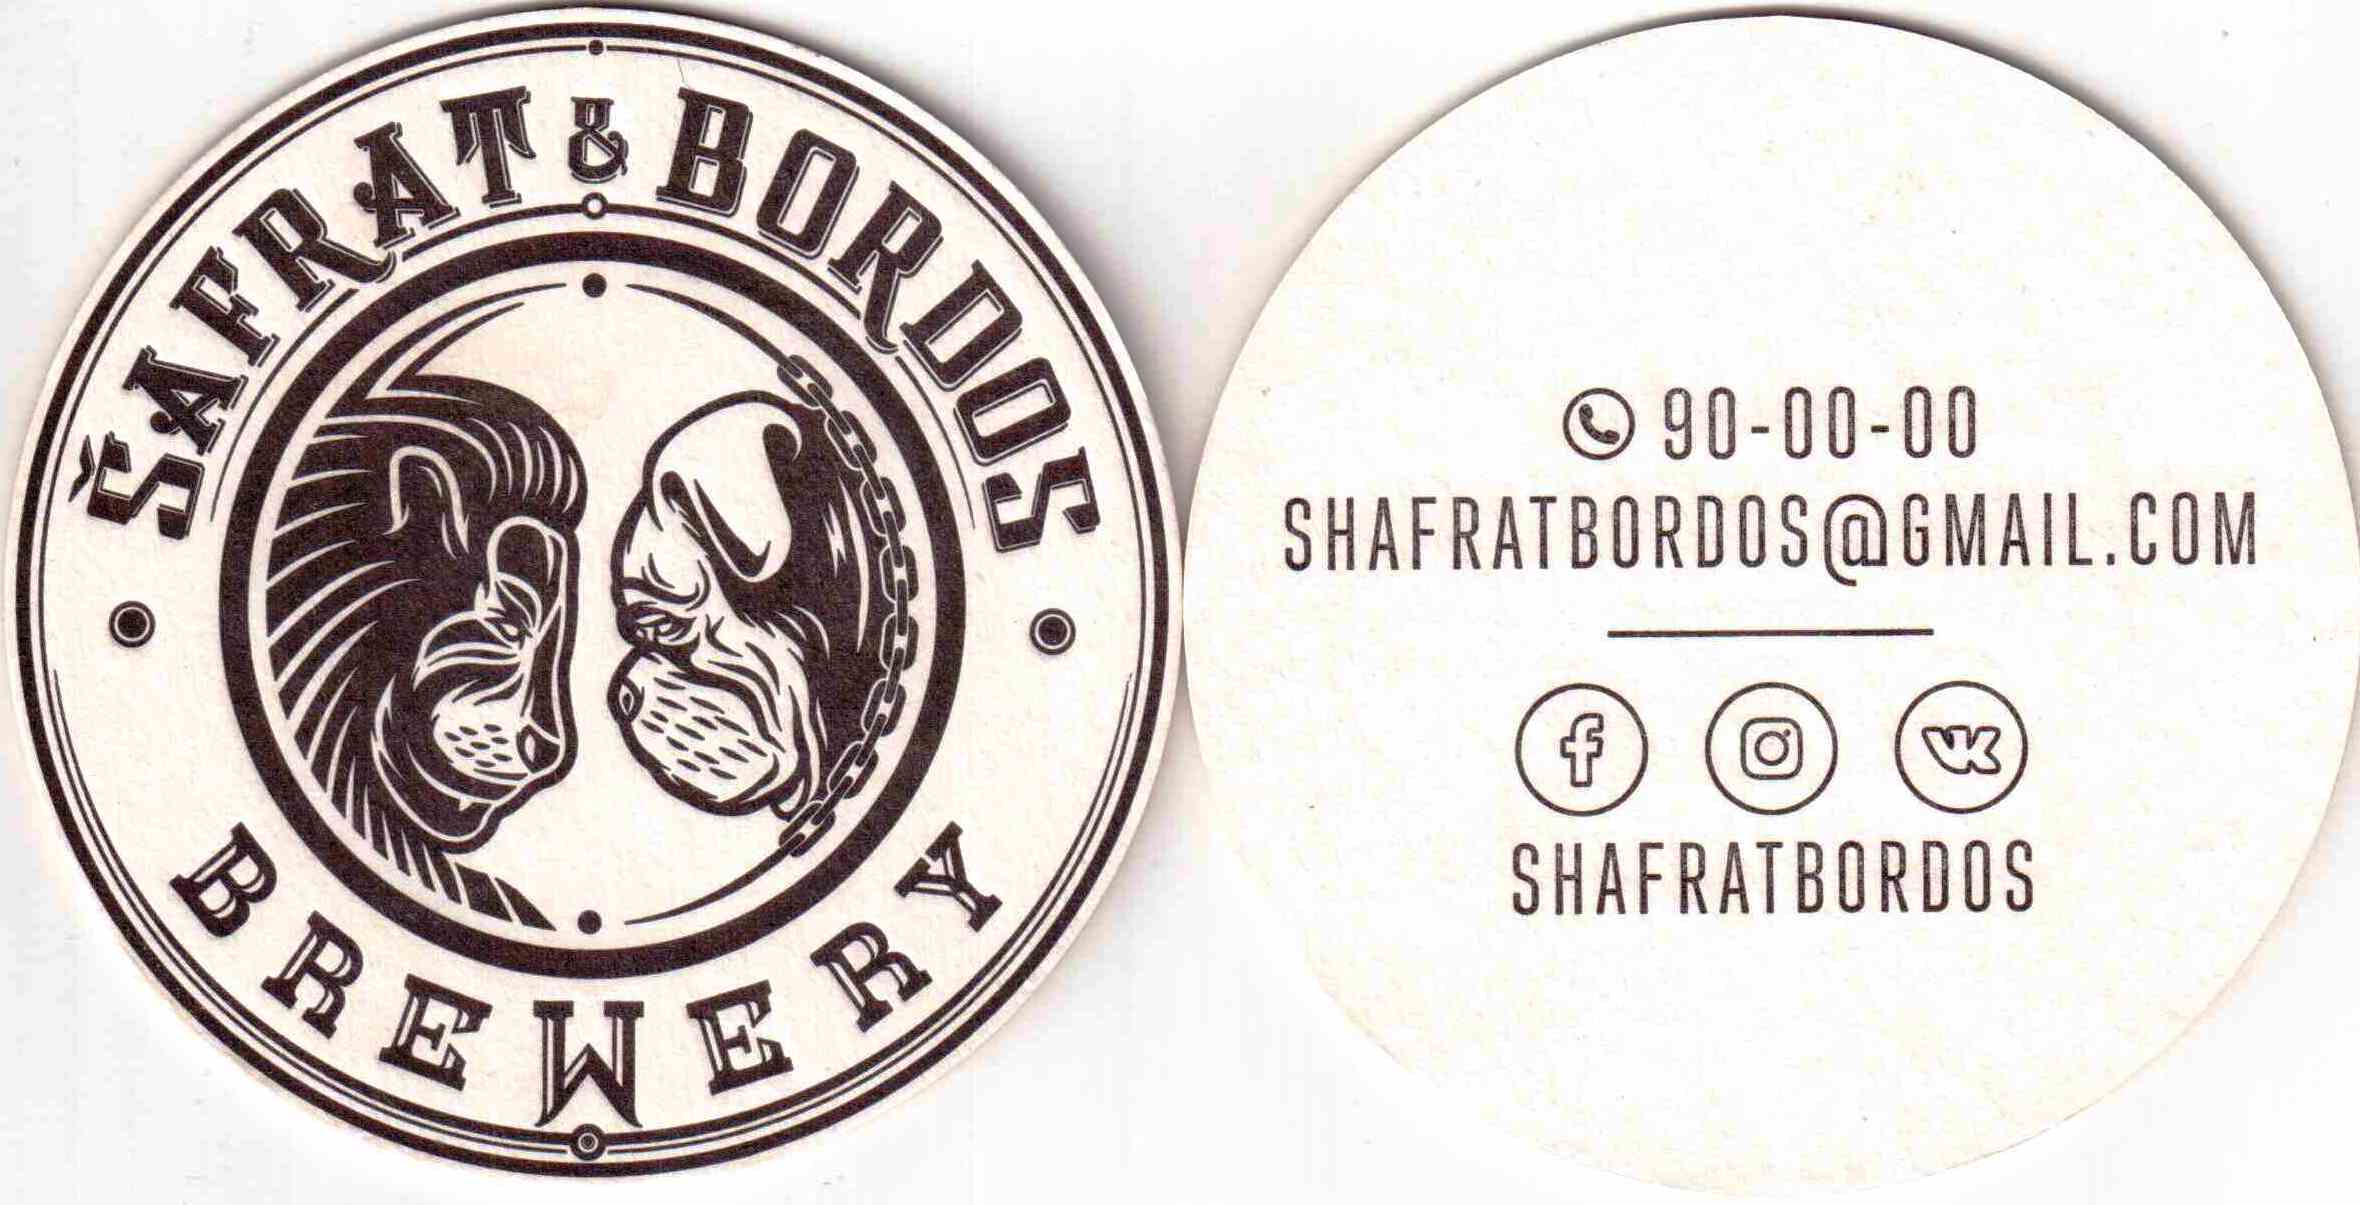 ŠAFRAT & BORDOS
BREWERY
90-00-00
SHAFRATBORDOS@GMAIL.COM
SHAFRATBORDOS